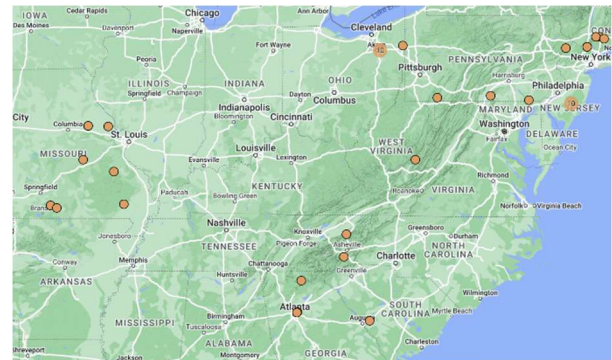 IOWA
Cedar Rapids
Chicago
Ann Arbor
Cleveland
CON
Des Moines
Davenport
Naperville
New York
Fort Wayne
Peoria
PENNSYLVANIA
Pittsburgh
Harrisburg
ILLINOIS
INDIANA
OHIO
Springfield
Champaign
Dayton
Columbus
Philadelphia
Indianapolis
MARYLAND
NEW JERSEY
Bloomington
Cincinnati
City
Columbia
Washington
DELAWARE
St. Louis
Fairfax
Ocean City
MISSOURI
Louisville
WEST
VIRGINIA
Evansville
Lexington
Richmond
Springfield
KENTUCKY
Roanoke
VIRGINIA
Paducah
Bowling Green
Norfolk
Virginia Beach
Nashville
Greensboro
Jonesboro
Knoxville
Durham
TENNESSEE
Pigeon Forge
Asheville
NORTH
CAROLINA
Conway
Memphis
Chattanooga
Charlotte
Huntsville
Greenville
ARKANSAS
Wilmington
Atlanta
SOUTH
CAROLINA
Myrtle Beach
Birmingham
MISSISSIPPI
Tuscaloosa
ALABAMA
Charleston
Shreveport
Jackson
Montgomery
GEORGIA